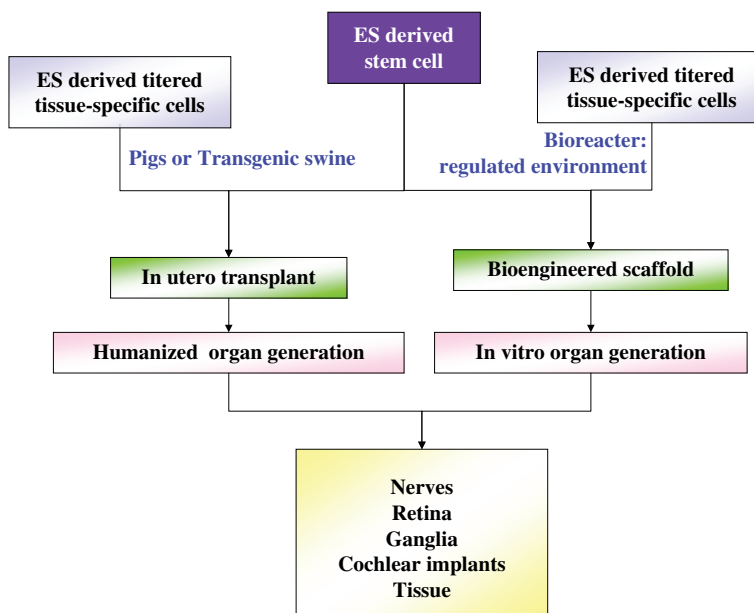 ES derived
stem cell
ES derived titered
tissue-specific cells
ES derived titered
tissue-specific cells
Pigs or Transgenic swine
Bioreacter:
regulated environment
In utero transplant
Bioengineered scaffold
Humanized organ generation
In vitro organ generation
Nerves
Retina
Ganglia
Cochlear implants
Tissue